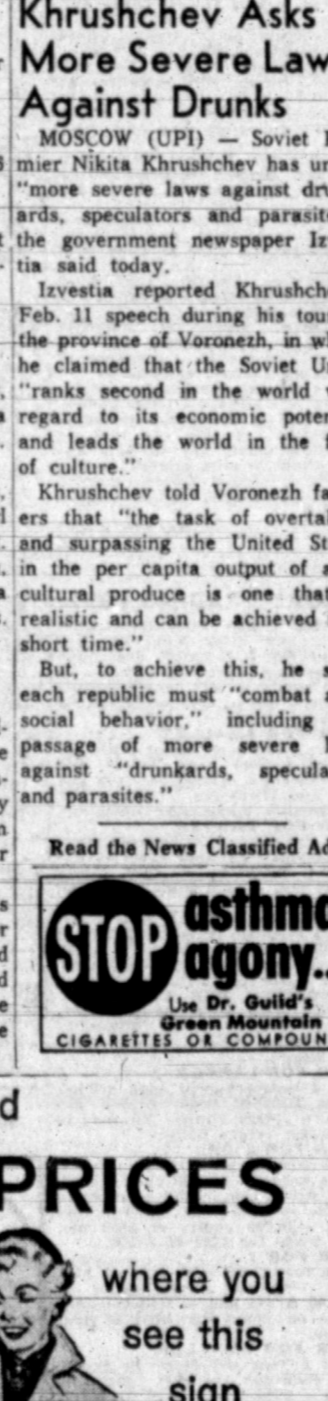 Khrushchev Asks
More Severe Law
Against Drunks
MOSCOW (UPI) — Soviet
mier Nikita Khrushchev has ur
"more severe laws against dru
ards, speculators and parasit
the government newspaper Iz
tia said today.
Izvestia reported Khrushch
Feb. 11 speech during his tou
the province of Voronezh, in w
he claimed that the Soviet U
"ranks second in the world
regard to its economic poten
and leads the world in the f
of culture."
Khrushchev told Voronezh fa
ers that "the task of overta
and surpassing the United St
in the per capita output of a
cultural produce is one that
realistic and can be achieved
short time."
But, to achieve this, he s
each republic must "combat a
social behavior," including
passage of more severe l
against "drunkards, specula
and parasites."
Read the News Classified Ad
STOP
asthma
agony..
Use Dr. Guild's
Green Mountain
CIGARETTES OR COMPOUN
d
PRICES
where you
see this
sign